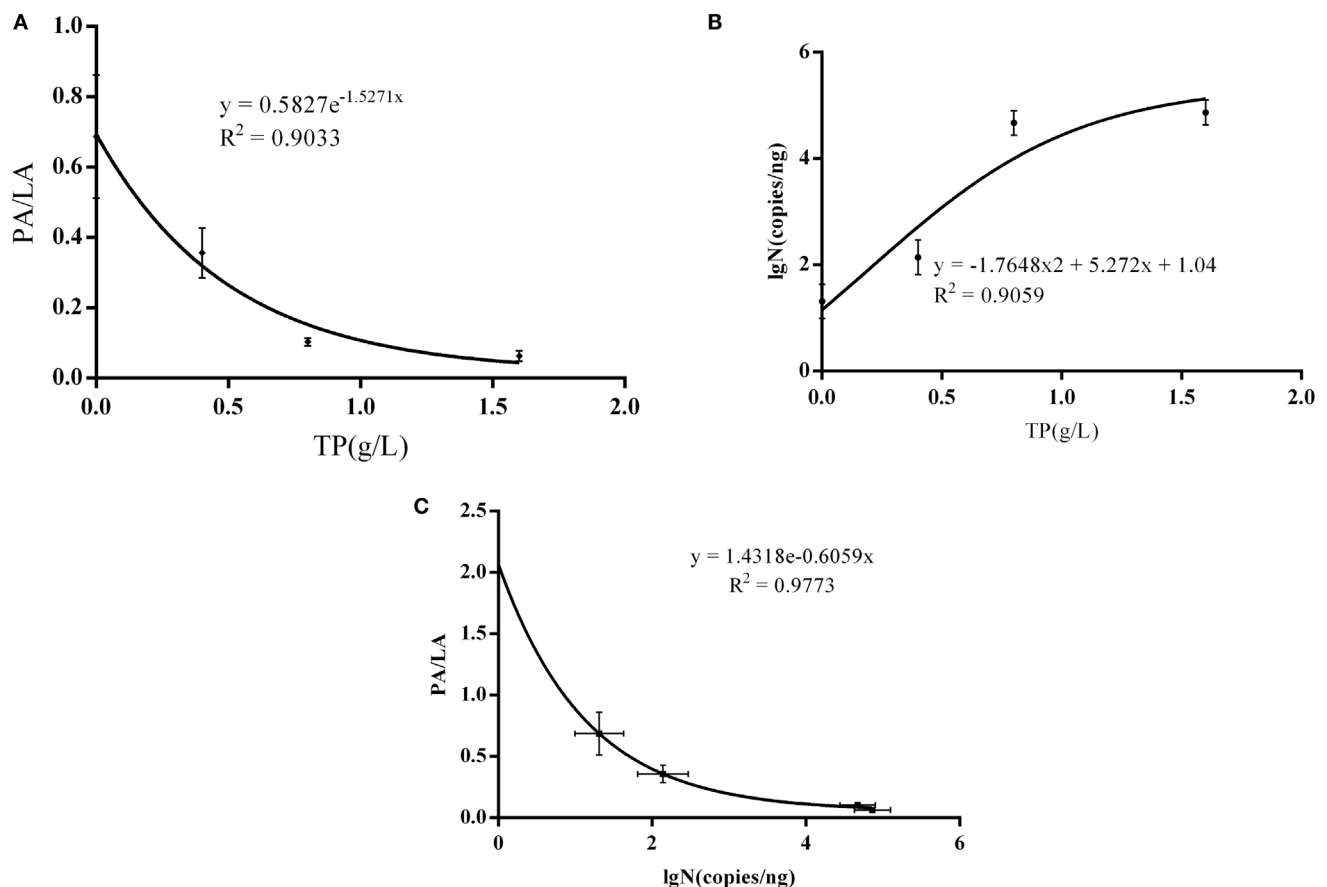 A
1.0
0.8
0.6
0.4
0.2
0.0
PA/LA
y = 0.5827e^-1.5271x
R² = 0.9033
0.0 0.5 1.0 1.5 2.0
TP(g/L)
B
6
4
2
0
lgN(copies/ng)
y = -1.7648x2 + 5.272x + 1.04
R² = 0.9059
0.0 0.5 1.0 1.5 2.0
TP(g/L)
C
2.5
2.0
1.5
1.0
0.5
0.0
PA/LA
y = 1.4318e-0.6059x
R² = 0.9773
0 2 4 6
lgN(copies/ng)